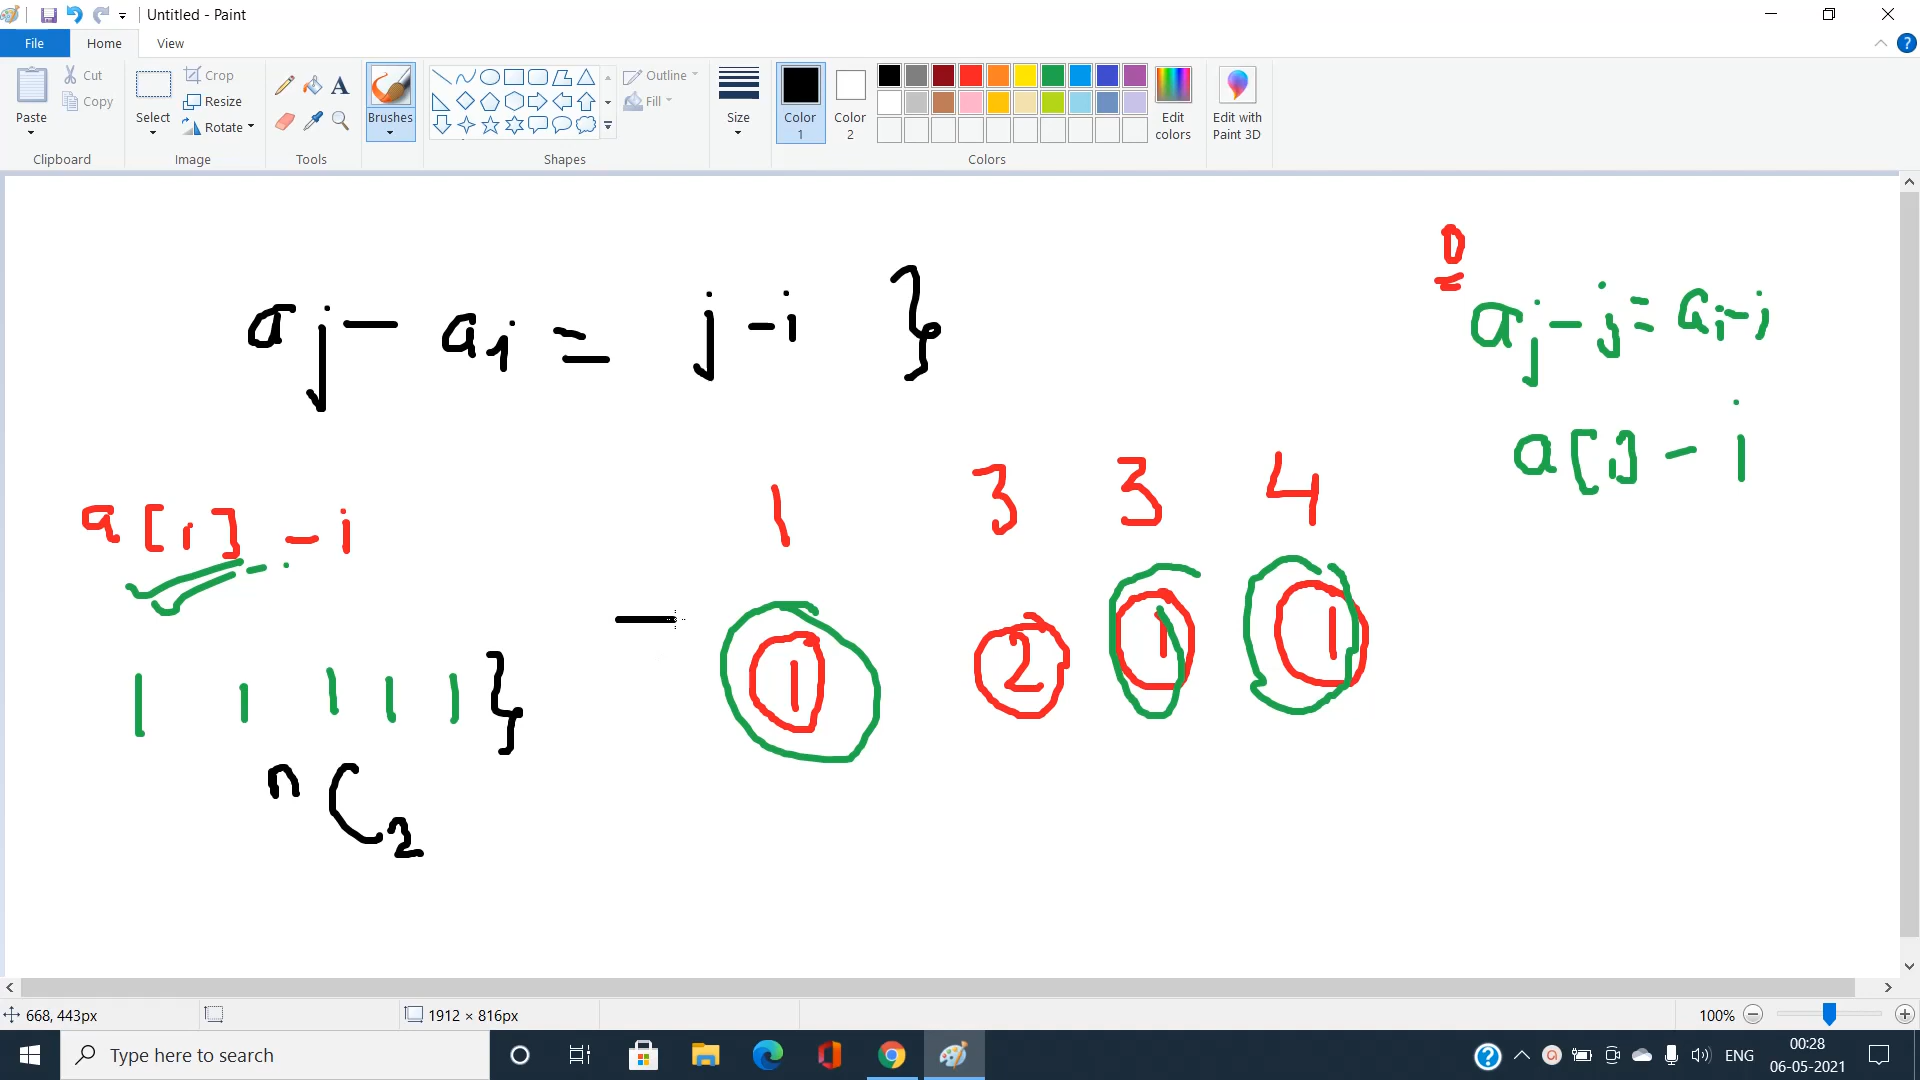 Untitled - Paint
File Home View
Paste
Cut
Copy
Clipboard
Select
Crop
Resize
Rotate
Image
Tools
Brushes
Shapes
Outline
Fill
Size
Color 1
Color 2
Colors
Edit colors
Edit with Paint 3D
aj - ai = j - i }
0
aj - j = ai - i
a[i] - i
1 3 3 4
a[i] - i
1 2 1 1
1 1 1 1 1 }
n C 2
668, 443px
1912 × 816px
100%
Type here to search
ENG
00:28
06-05-2021